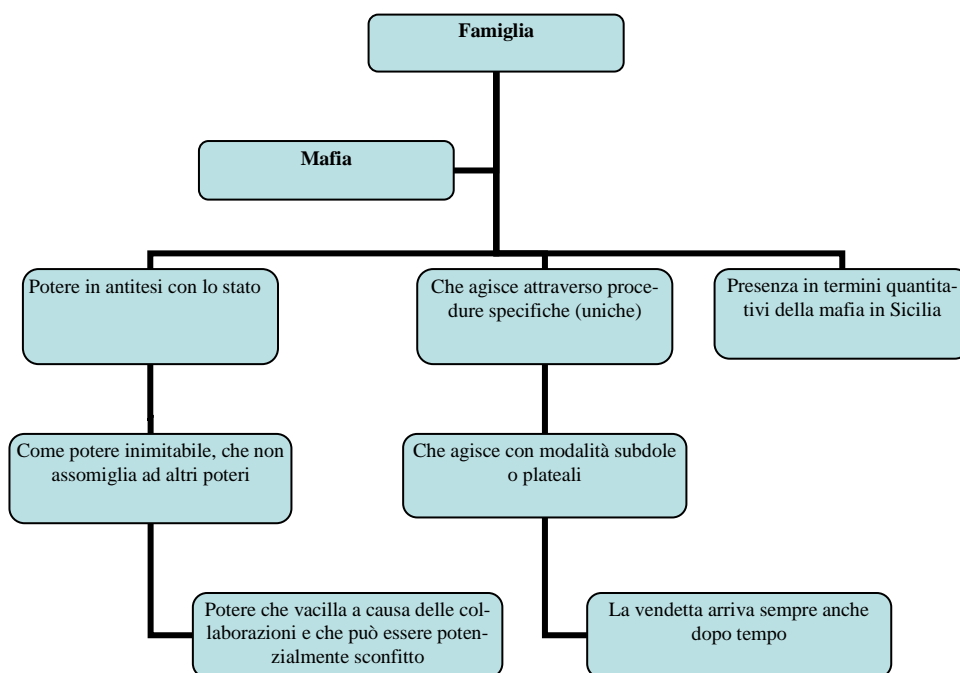 Famiglia
Mafia
Potere in antitesi con lo stato
Che agisce attraverso proce-
dure specifiche (uniche)
Presenza in termini quantita-
tivi della mafia in Sicilia
Come potere inimitabile, che non
assomiglia ad altri poteri
Che agisce con modalità subdole
o plateali
Potere che vacilla a causa delle col-
laborazioni e che può essere poten-
zialmente sconfitto
La vendetta arriva sempre anche
dopo tempo